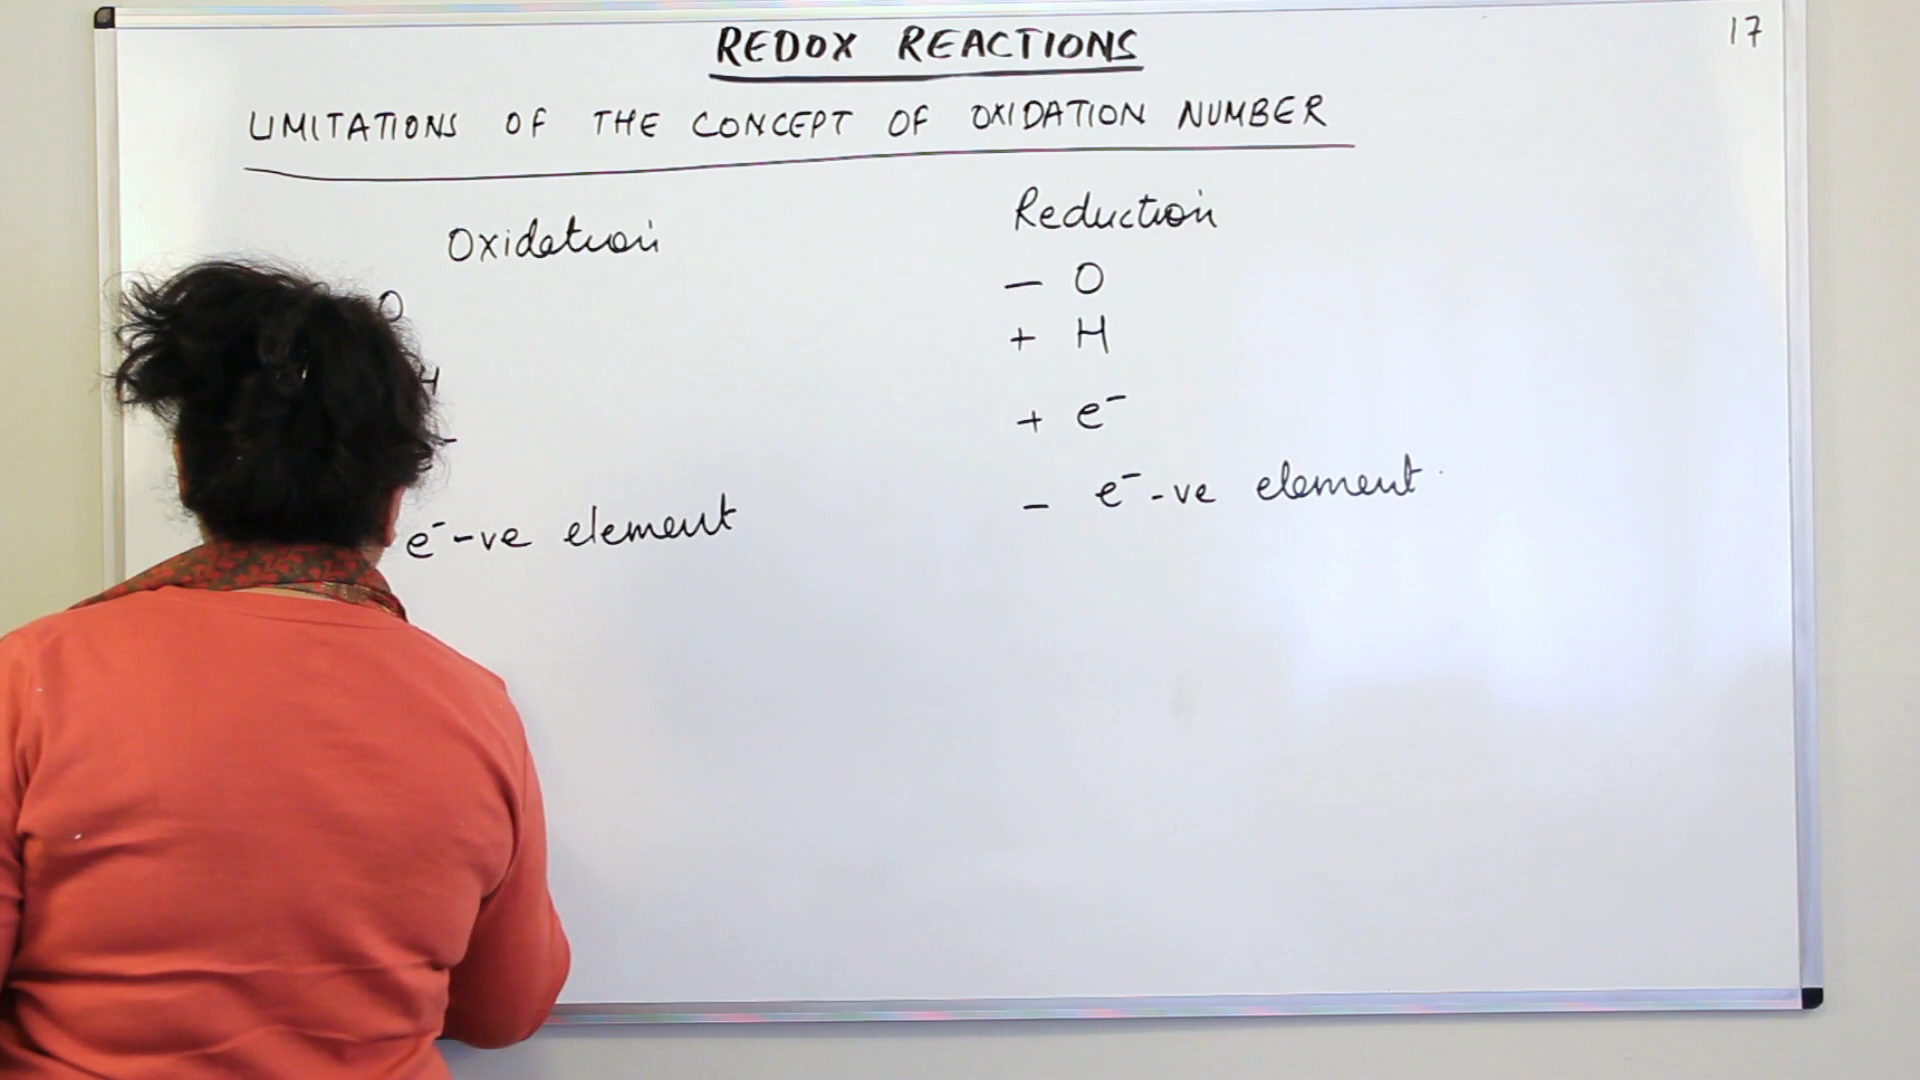 REDOX REACTIONS
17
LIMITATIONS OF THE CONCEPT OF OXIDATION NUMBER
Oxidation
Reduction
O
− O
H
+ H
-
+ e⁻
e⁻-ve element
− e⁻-ve element.